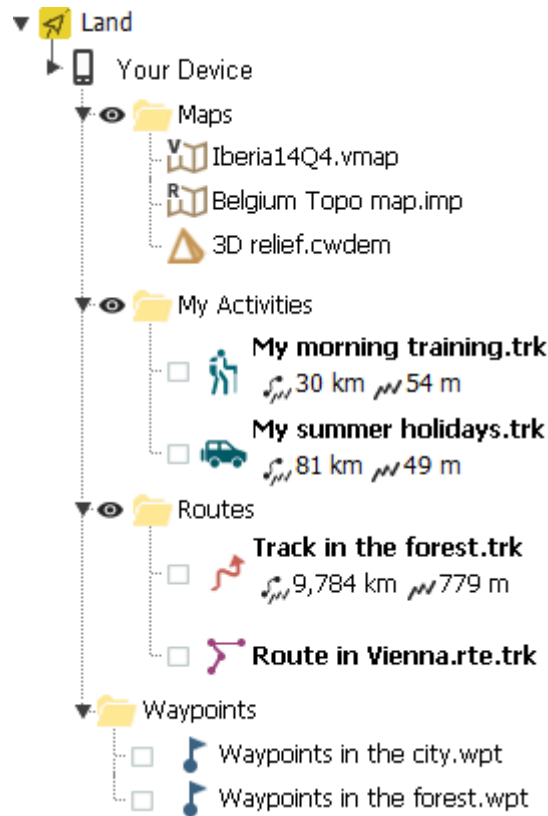 Land
Your Device
Maps
V Iberia14Q4.vmap
R Belgium Topo map.imp
3D relief.cwdem
My Activities
My morning training.trk
30 km 54 m
My summer holidays.trk
81 km 49 m
Routes
Track in the forest.trk
9,784 km 779 m
Route in Vienna.rte.trk
Waypoints
Waypoints in the city.wpt
Waypoints in the forest.wpt